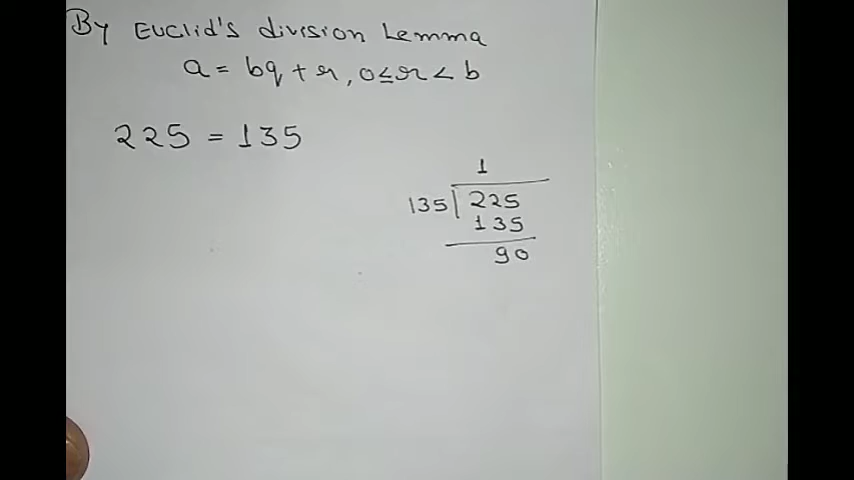 By Euclid's division Lemma
a = bq + r, 0 ≤ r < b
225 = 135
1
135 225
135
90